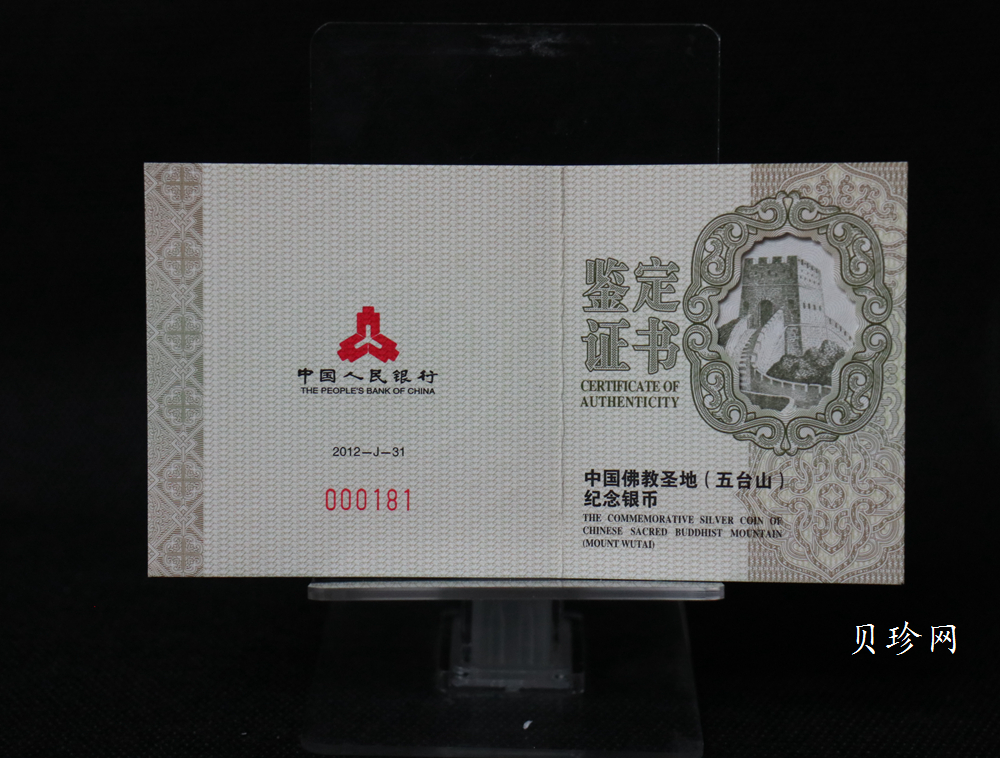 中国人民银行
THE PEOPLE'S BANK OF CHINA
2012-J-31
000181
鉴定
证书
CERTIFICATE OF
AUTHENTICITY
中国佛教圣地(五台山)
纪念银币
THE COMMEMORATIVE SILVER COIN OF
CHINESE SACRED BUDDHIST MOUNTAIN
(MOUNT WUTAI)
贝珍网